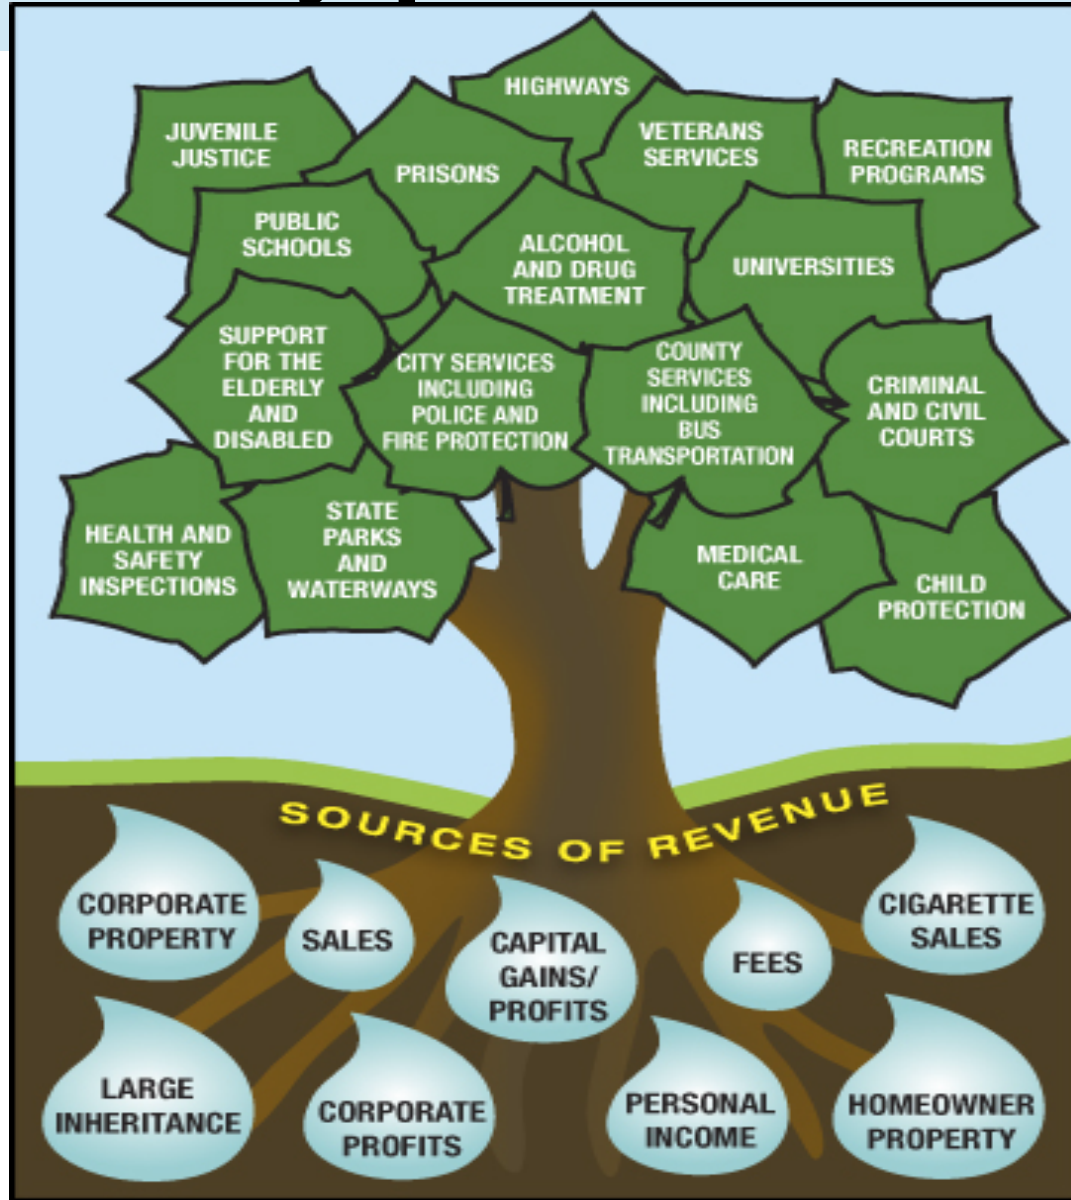 HIGHWAYS
JUVENILE
JUSTICE
PRISONS
VETERANS
SERVICES
RECREATION
PROGRAMS
PUBLIC
SCHOOLS
ALCOHOL
AND DRUG
TREATMENT
UNIVERSITIES
SUPPORT
FOR THE
ELDERLY
AND
DISABLED
CITY SERVICES
INCLUDING
POLICE AND
FIRE PROTECTION
COUNTY
SERVICES
INCLUDING
BUS
TRANSPORTATION
CRIMINAL
AND CIVIL
COURTS
HEALTH AND
SAFETY
INSPECTIONS
STATE
PARKS
AND
WATERWAYS
MEDICAL
CARE
CHILD
PROTECTION
SOURCES OF REVENUE
CORPORATE
PROPERTY
SALES
CAPITAL
GAINS/
PROFITS
FEES
CIGARETTE
SALES
LARGE
INHERITANCE
CORPORATE
PROFITS
PERSONAL
INCOME
HOMEOWNER
PROPERTY